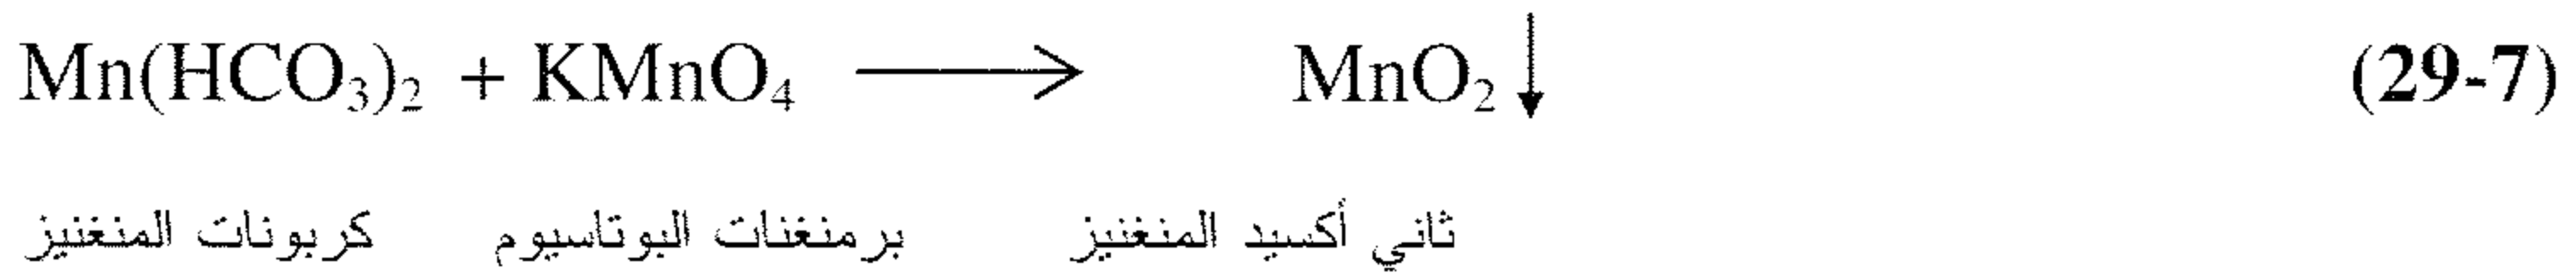 Mn(HCO₃)₂ + KMnO₄ ⟶ MnO₂↓ (29-7)
كربونات المنغنيز برمنغنات البوتاسيوم ثاني أكسيد المنغنيز